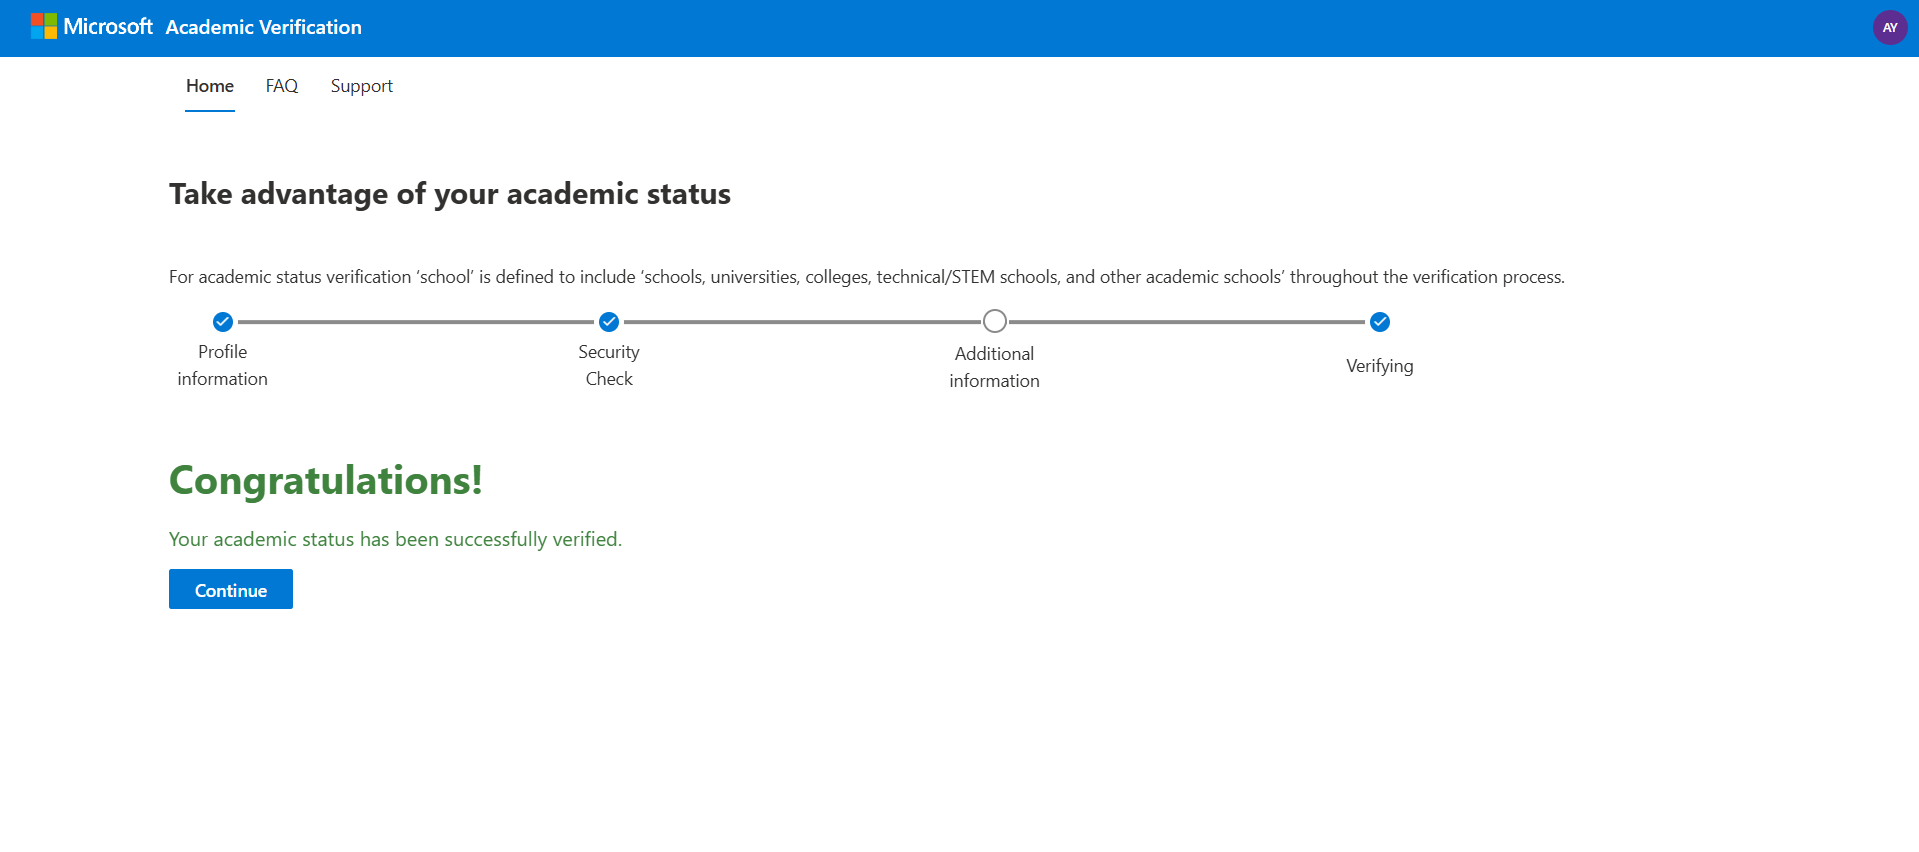 Microsoft Academic Verification
AY
Home FAQ Support
Take advantage of your academic status
For academic status verification ‘school’ is defined to include ‘schools, universities, colleges, technical/STEM schools, and other academic schools’ throughout the verification process.
Profile
information
Security
Check
Additional
information
Verifying
Congratulations!
Your academic status has been successfully verified.
Continue